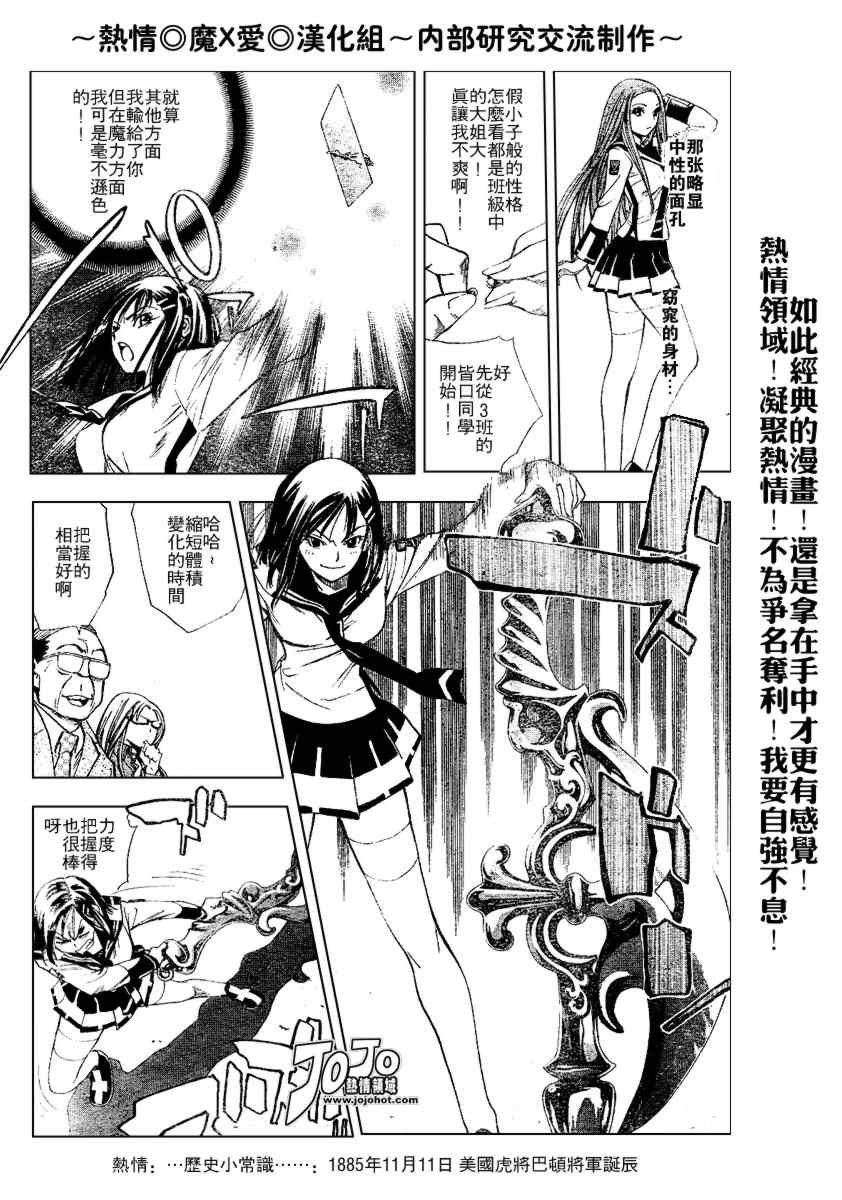 ～熱情◎魔X愛◎漢化組～内部研究交流制作～
那张略显
中性的面孔
窈窕的身材…
假小子般的性格
怎麼看都是班級中
的大姐大！
真讓我不爽啊！！
好
先從3班的
皆口同學
開始！！
就算
其他方面
我輸給了你
但在魔力方面
我可是毫不遜色
的！！
哈哈~
縮短體積
變化的時間
把握的
相當好啊
力度
把握得
也很棒
呀
如此經典的漫畫！還是拿在手中才更有感覺！
熱情領域！凝聚熱情！不為爭名奪利！我要自強不息！
JOJO
熱情領域
www.jojohot.com
熱情：…歷史小常識……：1885年11月11日 美國虎將巴頓將軍誕辰